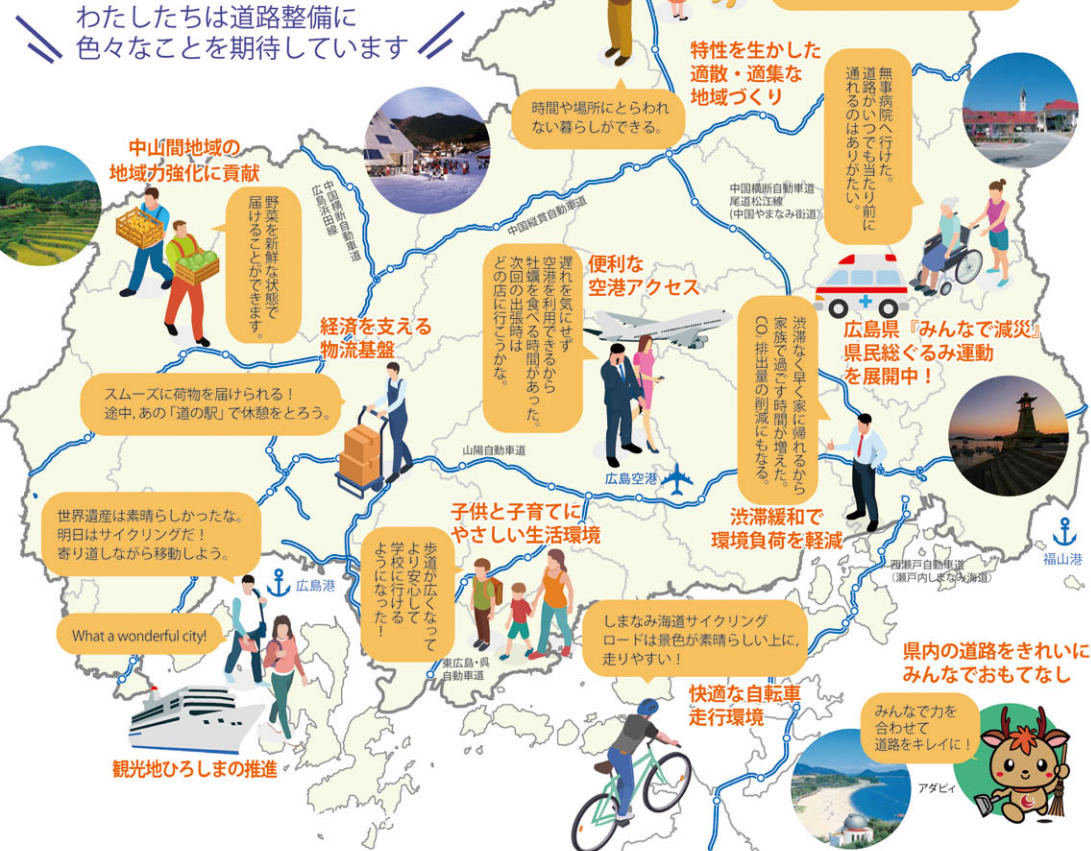 わたしたちは道路整備に
色々なことを期待しています
特性を生かした
適散・適集な
地域づくり
時間や場所にとらわれ
ない暮らしができる。
無事病院へ行けた。
道路がいつでも当たり前に
通れるのはありがたい。
中山間地域の
地域力強化に貢献
野菜を新鮮な状態で
届けることができます。
中国横断自動車道
広島浜田線
中国縦貫自動車道
中国横断自動車道
尾道松江線
(中国やまなみ街道)
便利な
空港アクセス
遅れを気にせず
空港を利用できるから
牡蠣を食べる時間があった。
次回の出張時は
どの店に行こうかな。
経済を支える
物流基盤
スムーズに荷物を届けられる!
途中,あの「道の駅」で休憩をとろう。
広島県『みんなで減災』
県民総ぐるみ運動
を展開中!
渋滞なく早く家に帰れるから
家族で過ごす時間が増えた。
CO₂排出量の削減にもなる。
渋滞緩和で
環境負荷を軽減
山陽自動車道
広島空港
世界遺産は素晴らしかったな。
明日はサイクリングだ!
寄り道しながら移動しよう。
広島港
What a wonderful city!
観光地ひろしまの推進
子供と子育てに
やさしい生活環境
歩道が広くなって
より安心して
学校に行ける
ようになった!
東広島・呉
自動車道
福山港
西瀬戸自動車道
(瀬戸内しまなみ海道)
しまなみ海道サイクリング
ロードは景色が素晴らしい上に,
走りやすい!
快適な自転車
走行環境
県内の道路をきれいに
みんなでおもてなし
みんなで力を
合わせて
道路をキレイに!
アダビィ